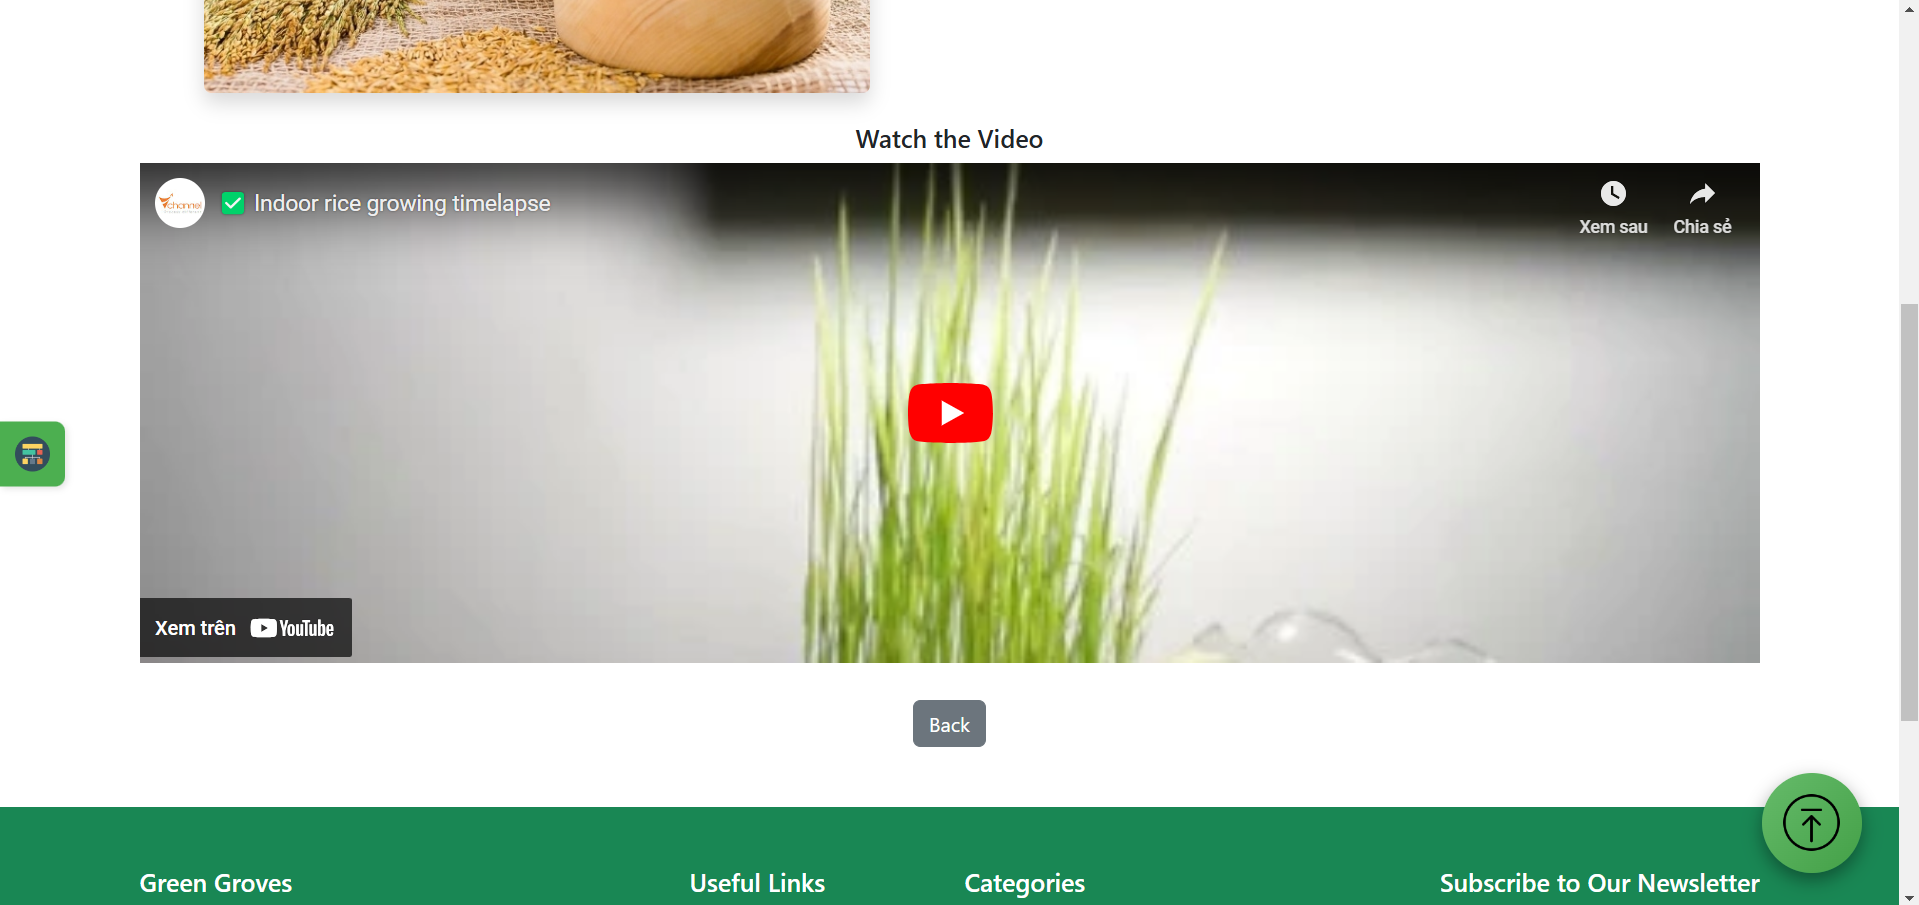 Watch the Video
channel
✅ Indoor rice growing timelapse
Xem sau
Chia sẻ
Xem trên YouTube
Back
Green Groves
Useful Links
Categories
Subscribe to Our Newsletter